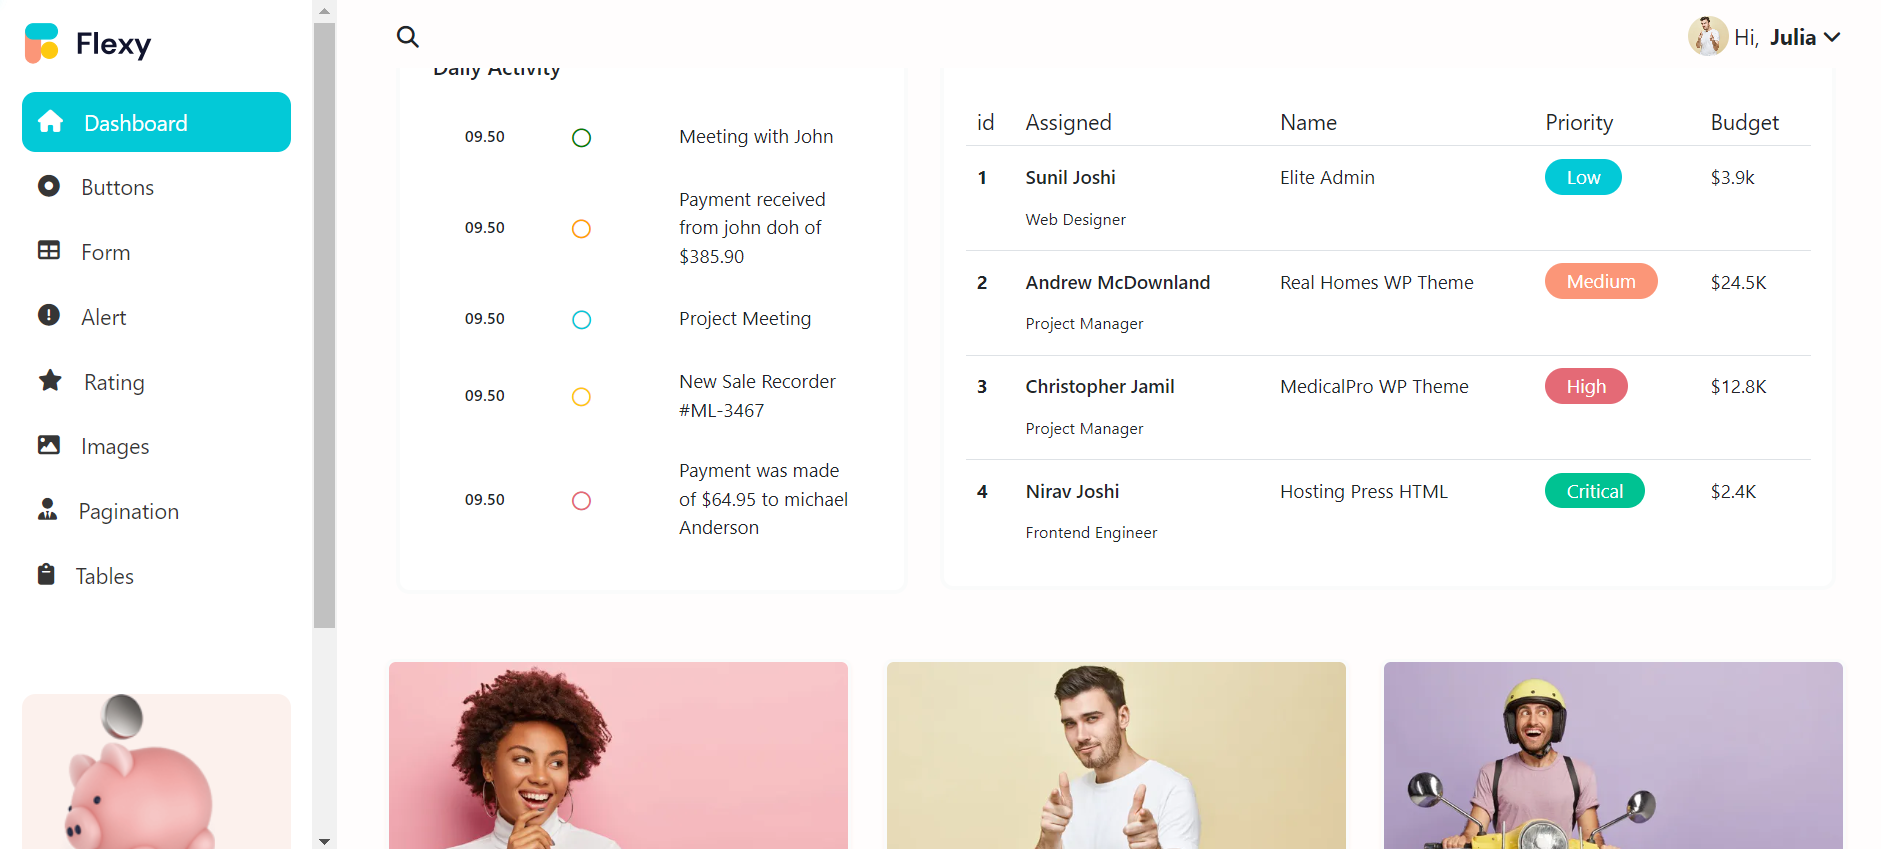 Flexy
Hi, Julia
Dashboard
Buttons
Form
Alert
Rating
Images
Pagination
Tables
Daily Activity
09.50 Meeting with John
09.50 Payment received
from john doh of
$385.90
09.50 Project Meeting
09.50 New Sale Recorder
#ML-3467
09.50 Payment was made
of $64.95 to michael
Anderson
id Assigned Name Priority Budget
1 Sunil Joshi Elite Admin Low $3.9k
Web Designer
2 Andrew McDownland Real Homes WP Theme Medium $24.5K
Project Manager
3 Christopher Jamil MedicalPro WP Theme High $12.8K
Project Manager
4 Nirav Joshi Hosting Press HTML Critical $2.4K
Frontend Engineer